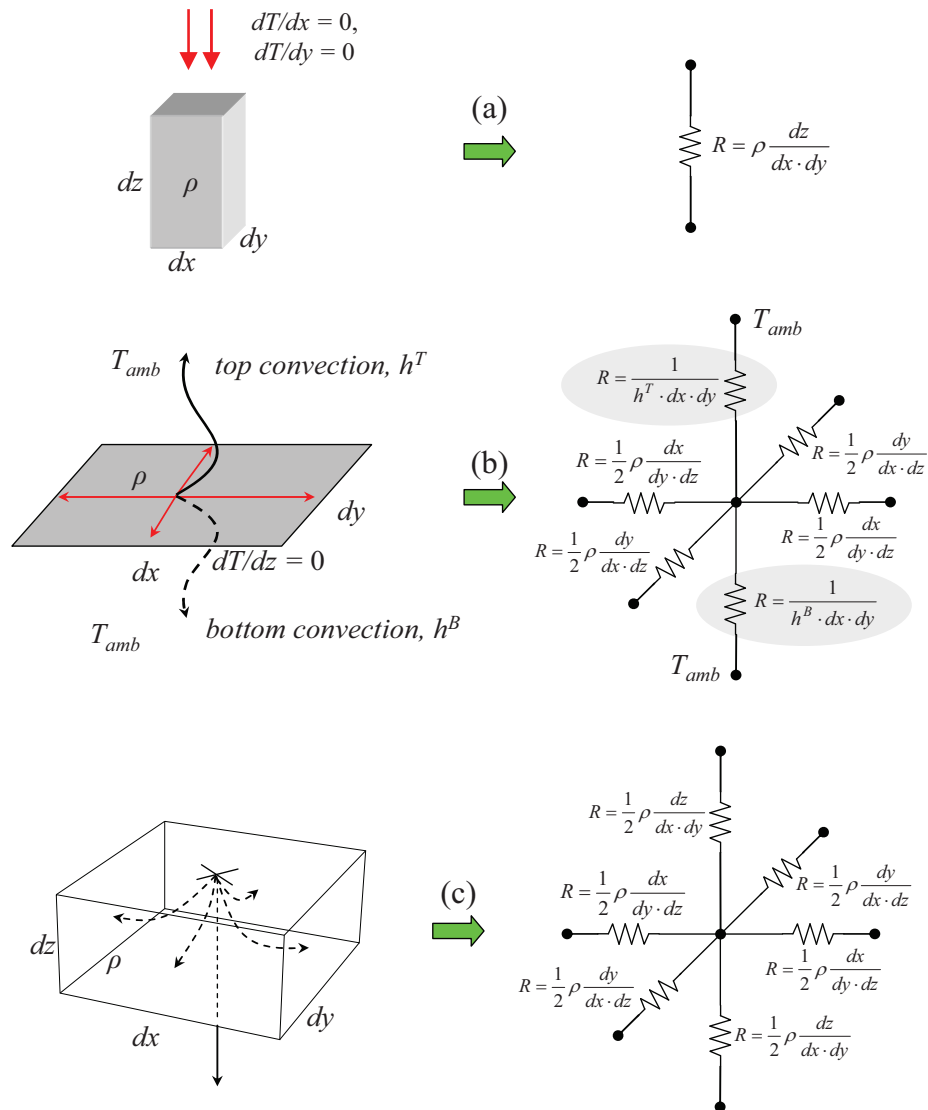 dT/dx = 0,
dT/dy = 0
(a)
dz
ρ
dy
dx
R = ρ dz / dx · dy
T_amb
top convection, h^T
ρ
dy
dx
dT/dz = 0
T_amb
bottom convection, h^B
(b)
T_amb
R = 1 / h^T · dx · dy
R = 1/2 ρ dx / dy · dz
R = 1/2 ρ dy / dx · dz
R = 1/2 ρ dy / dx · dz
R = 1/2 ρ dx / dy · dz
R = 1 / h^B · dx · dy
T_amb
dz
ρ
dx
dy
(c)
R = 1/2 ρ dz / dx · dy
R = 1/2 ρ dx / dy · dz
R = 1/2 ρ dy / dx · dz
R = 1/2 ρ dy / dx · dz
R = 1/2 ρ dx / dy · dz
R = 1/2 ρ dz / dx · dy